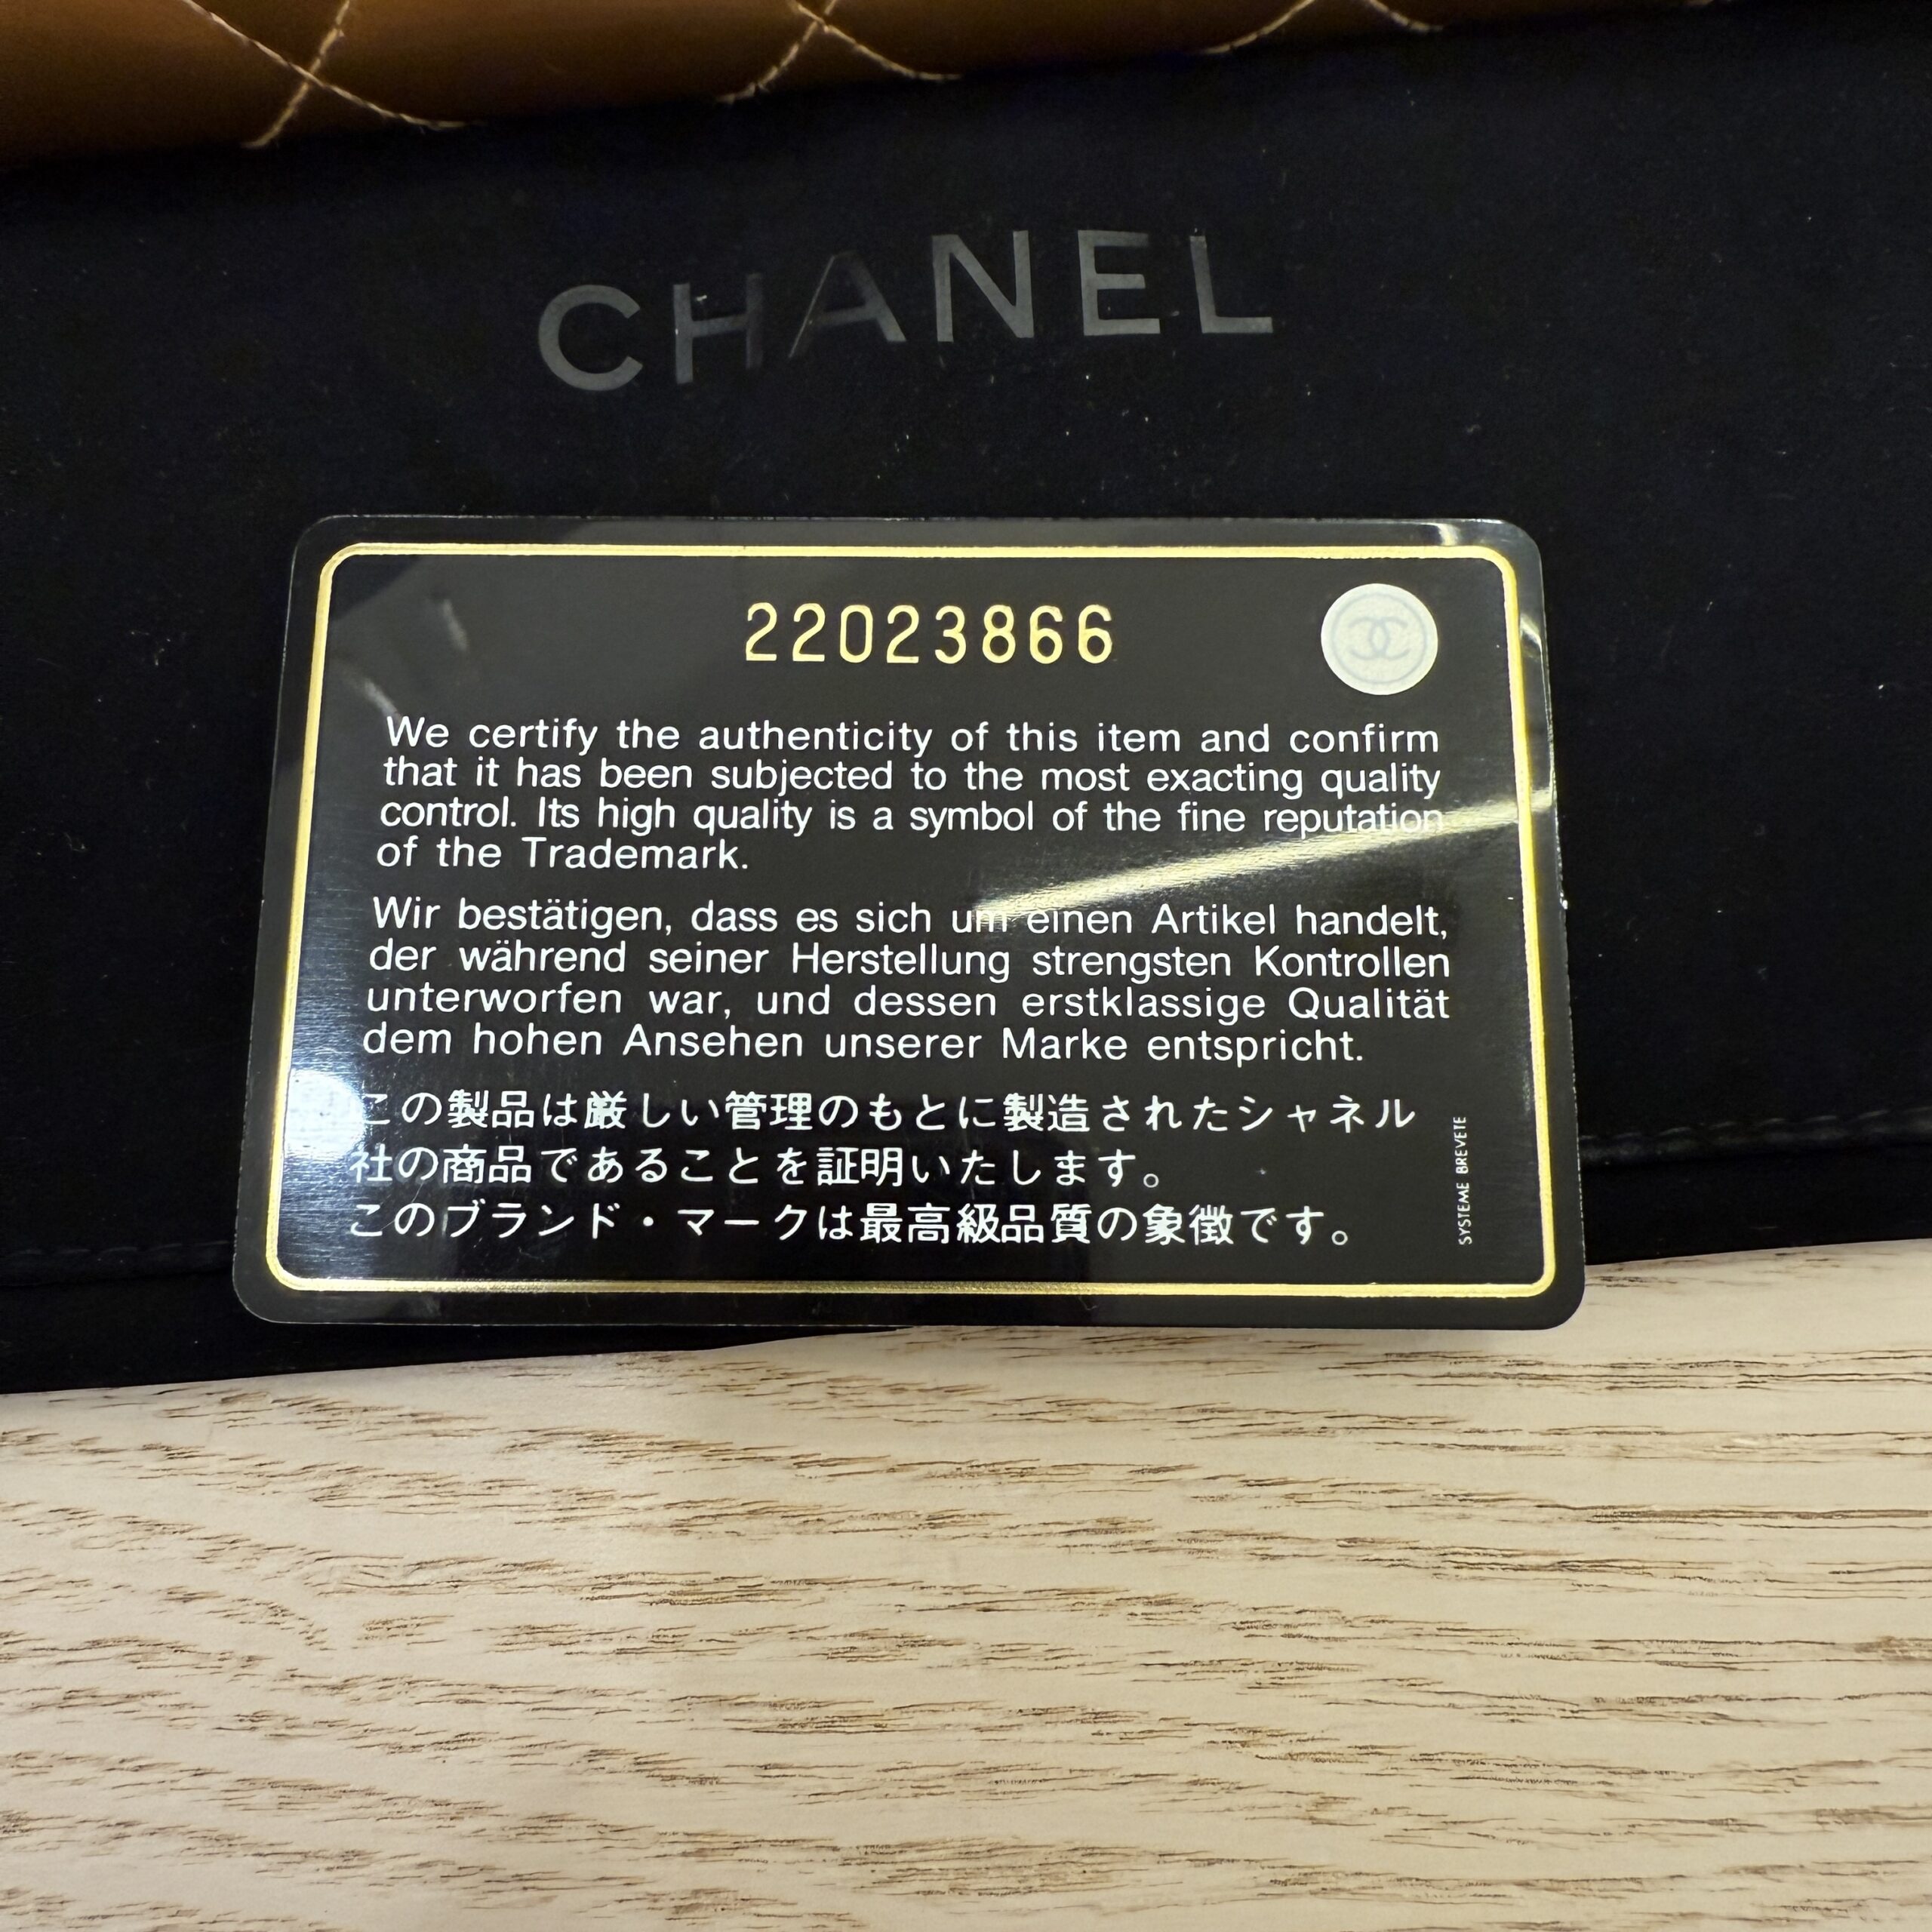 CHANEL
22023866
We certify the authenticity of this item and confirm
that it has been subjected to the most exacting quality
control. Its high quality is a symbol of the fine reputation
of the Trademark.
Wir bestätigen, dass es sich um einen Artikel handelt,
der während seiner Herstellung strengsten Kontrollen
unterworfen war, und dessen erstklassige Qualität
dem hohen Ansehen unserer Marke entspricht.
この製品は厳しい管理のもとに製造されたシャネル
社の商品であることを証明いたします。
このブランド・マークは最高級品質の象徴です。
SYSTEME BREVETE